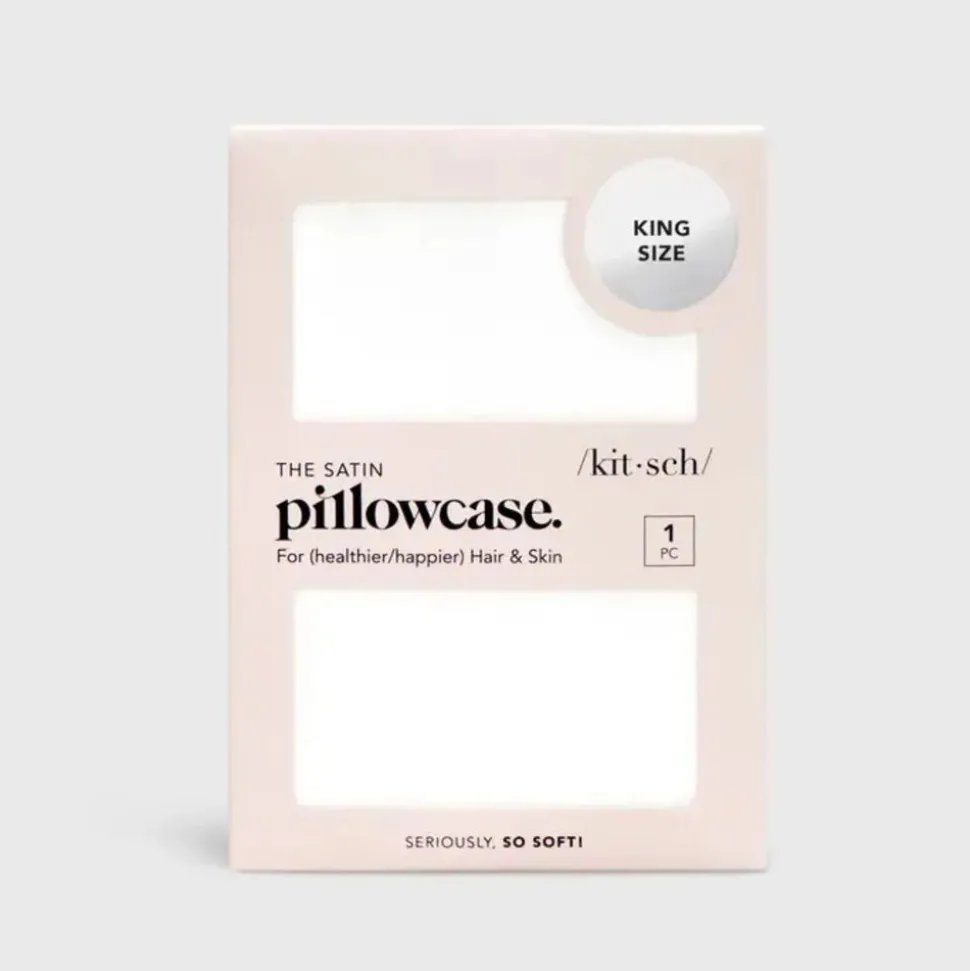 KING
SIZE
THE SATIN
/kit·sch/
pillowcase.
For (healthier/happier) Hair & Skin
1
PC
SERIOUSLY, SO SOFT!